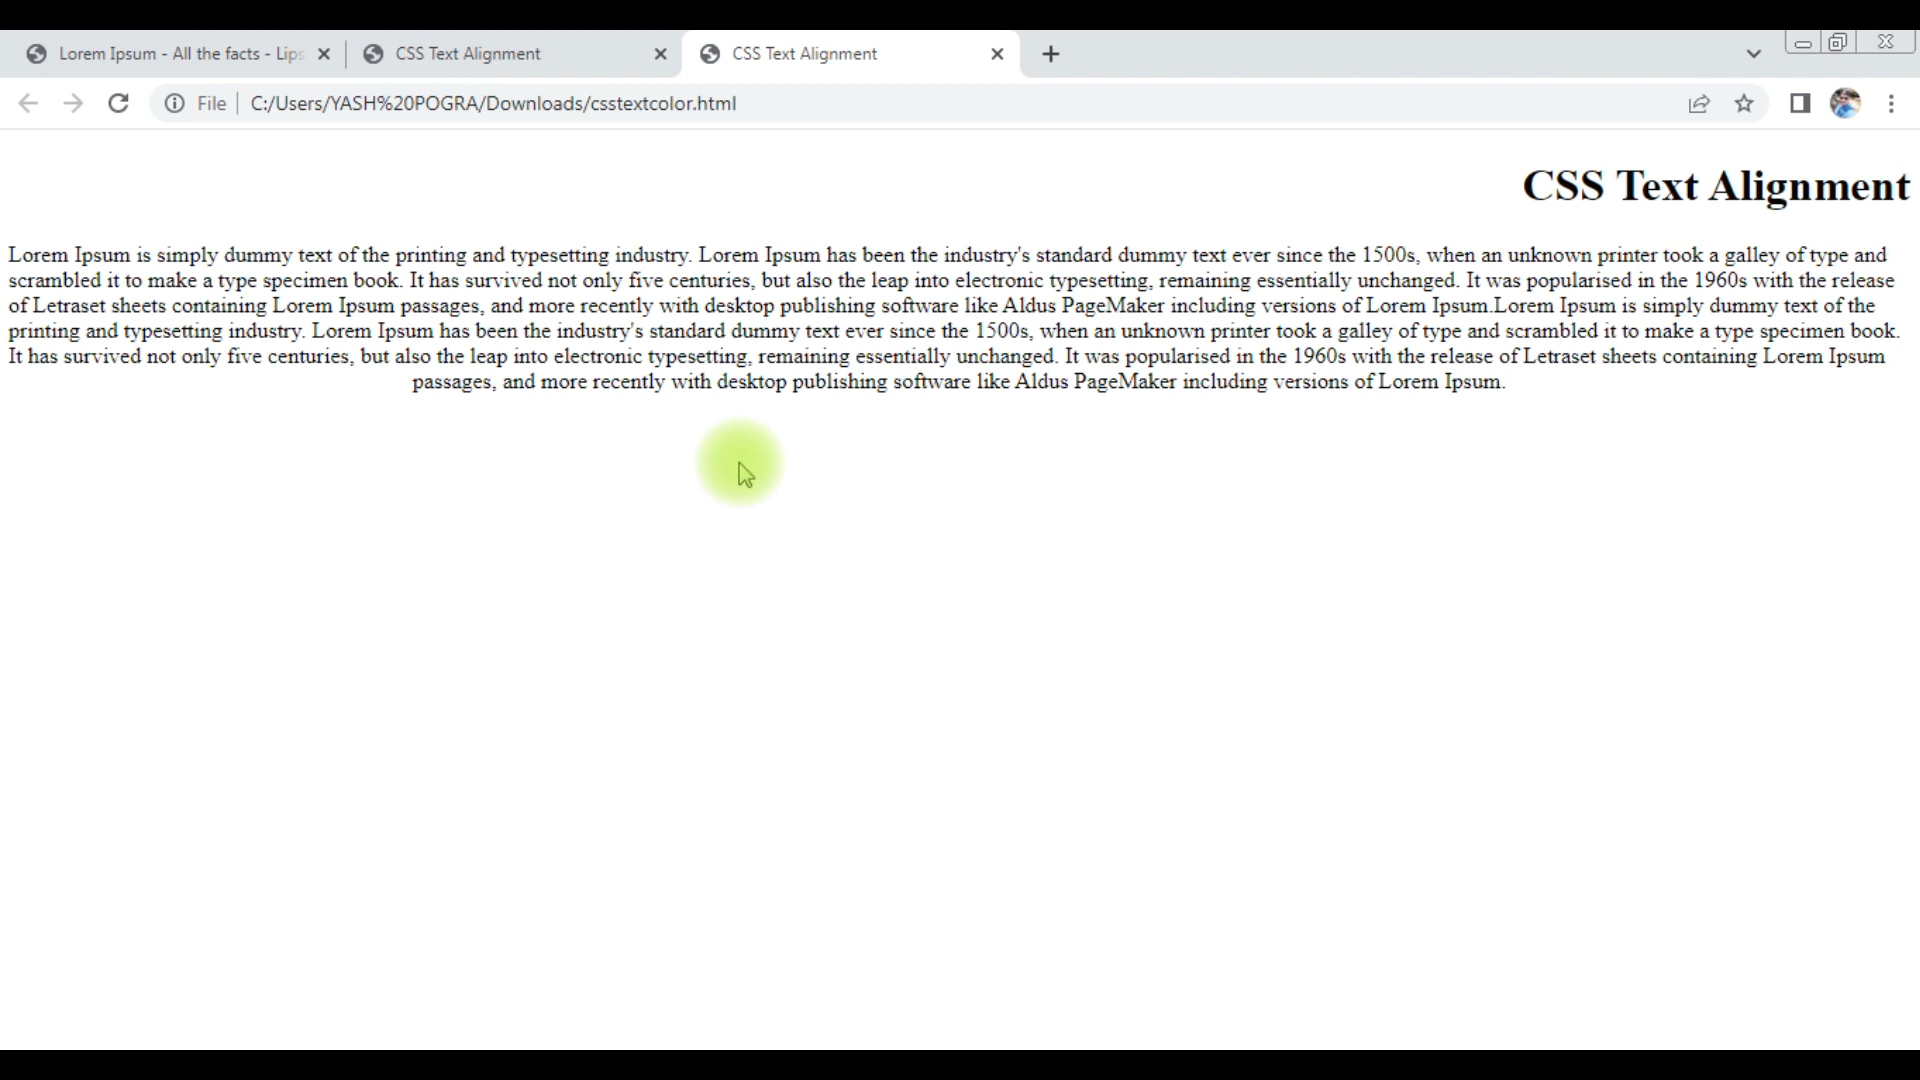 Lorem Ipsum - All the facts - Lips
CSS Text Alignment
CSS Text Alignment
File
C:/Users/YASH%20POGRA/Downloads/csstextcolor.html
CSS Text Alignment
Lorem Ipsum is simply dummy text of the printing and typesetting industry. Lorem Ipsum has been the industry's standard dummy text ever since the 1500s, when an unknown printer took a galley of type and
scrambled it to make a type specimen book. It has survived not only five centuries, but also the leap into electronic typesetting, remaining essentially unchanged. It was popularised in the 1960s with the release
of Letraset sheets containing Lorem Ipsum passages, and more recently with desktop publishing software like Aldus PageMaker including versions of Lorem Ipsum.Lorem Ipsum is simply dummy text of the
printing and typesetting industry. Lorem Ipsum has been the industry's standard dummy text ever since the 1500s, when an unknown printer took a galley of type and scrambled it to make a type specimen book.
It has survived not only five centuries, but also the leap into electronic typesetting, remaining essentially unchanged. It was popularised in the 1960s with the release of Letraset sheets containing Lorem Ipsum
passages, and more recently with desktop publishing software like Aldus PageMaker including versions of Lorem Ipsum.